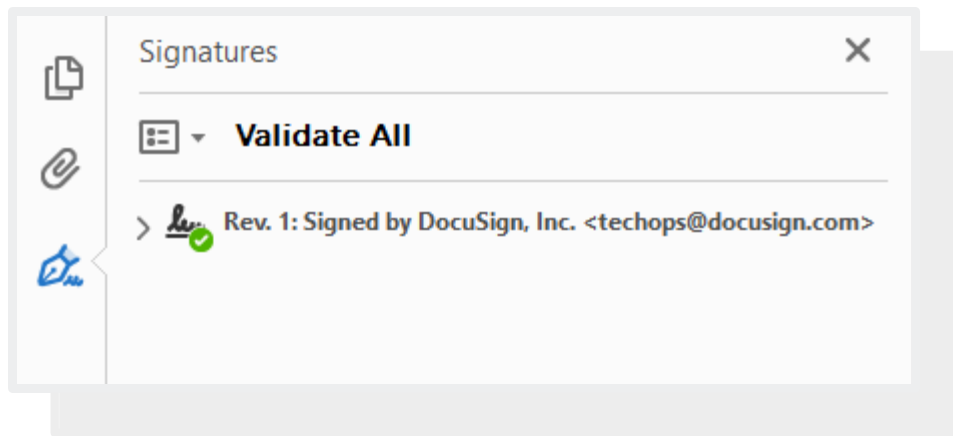 Signatures
Validate All
Rev. 1: Signed by DocuSign, Inc. <techops@docusign.com>